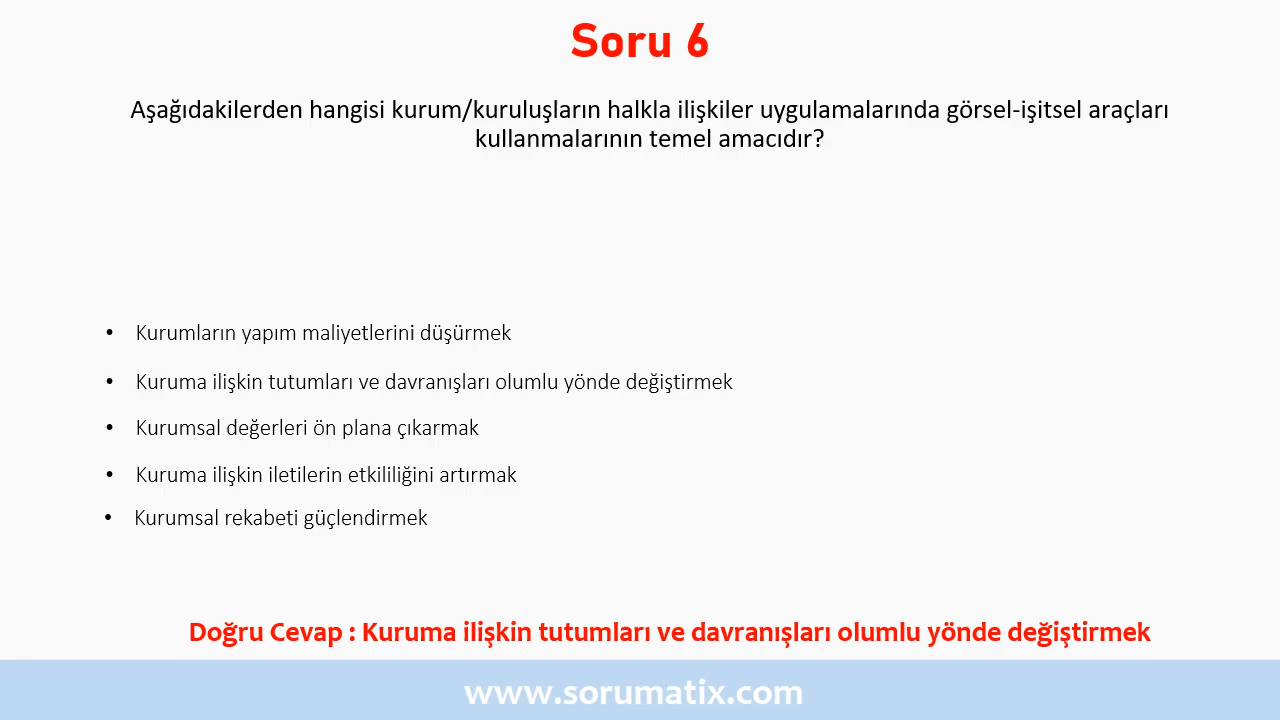 Soru 6
Aşağıdakilerden hangisi kurum/kuruluşların halkla ilişkiler uygulamalarında görsel-işitsel araçları
kullanmalarının temel amacıdır?
• Kurumların yapım maliyetlerini düşürmek
• Kuruma ilişkin tutumları ve davranışları olumlu yönde değiştirmek
• Kurumsal değerleri ön plana çıkarmak
• Kuruma ilişkin iletilerin etkililiğini artırmak
• Kurumsal rekabeti güçlendirmek
Doğru Cevap : Kuruma ilişkin tutumları ve davranışları olumlu yönde değiştirmek
www.sorumatix.com